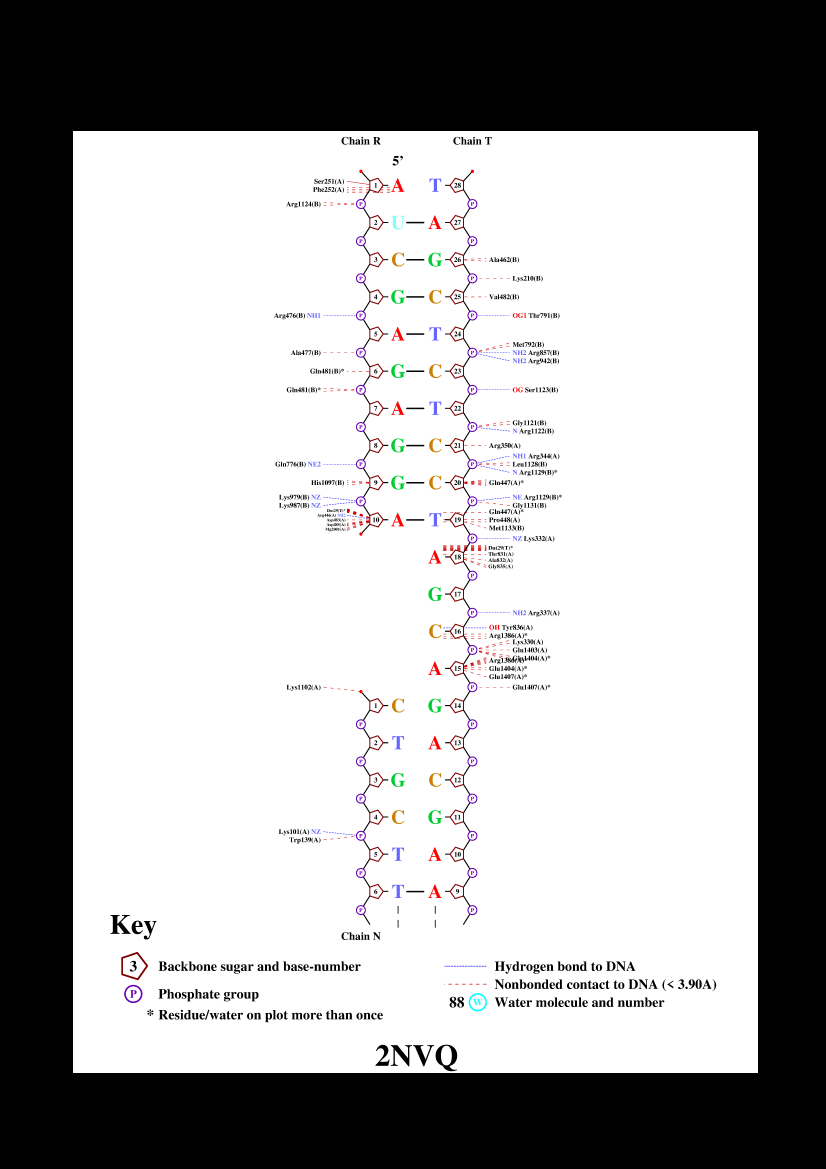 Chain R Chain T
5’
Ser251(A) 1 A T 28
Phe252(A)
Arg1124(B) P P
2 U A 27
P P
3 C G 26 Ala462(B)
P P Lys210(B)
4 G C 25 Val482(B)
Arg476(B) NH1 P P OG1 Thr791(B)
5 A T 24
Met792(B)
Ala477(B) P P NH2 Arg857(B)
NH2 Arg942(B)
Gln481(B)* 6 G C 23
Gln481(B)* P P OG Ser1123(B)
7 A T 22
Gly1121(B)
P P N Arg1122(B)
8 G C 21 Arg350(A)
NH1 Arg344(A)
Gln776(B) NE2 P P Leu1128(B)
N Arg1129(B)*
His1097(B) 9 G C 20 Gln447(A)*
Lys979(B) NZ P P NE Arg1129(B)*
Lys987(B) NZ Gly1131(B)
Gln447(A)*
Arg446(A) NH2 10 A T 19 Pro448(A)
Asp483(A) Met1133(B)
Mg2001(A)
P NZ Lys332(A)
Dut29(T)*
A 18 Thr831(A)
Ala832(A)
Gly835(A)
P
G 17
P NH2 Arg337(A)
C 16 OH Tyr836(A)
Arg1386(A)*
Lys330(A)
P Glu1403(A)
Glu1404(A)*
Arg1386(A)*
A 15 Glu1404(A)*
Glu1407(A)*
Lys1102(A) P Glu1407(A)*
1 C G 14
P P
2 T A 13
P P
3 G C 12
P P
4 C G 11
Lys101(A) NZ P P
Trp139(A)
5 T A 10
P P
6 T A 9
P P
Chain N
Key
3 Backbone sugar and base-number
P Phosphate group
* Residue/water on plot more than once
Hydrogen bond to DNA
Nonbonded contact to DNA (< 3.90A)
88 W Water molecule and number
2NVQ